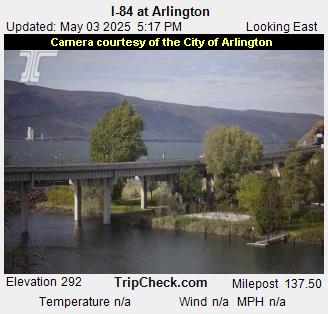 I-84 at Arlington
Updated: May 03 2025 5:17 PM Looking East
Camera courtesy of the City of Arlington
Elevation 292 TripCheck.com Milepost 137.50
Temperature n/a Wind n/a MPH n/a